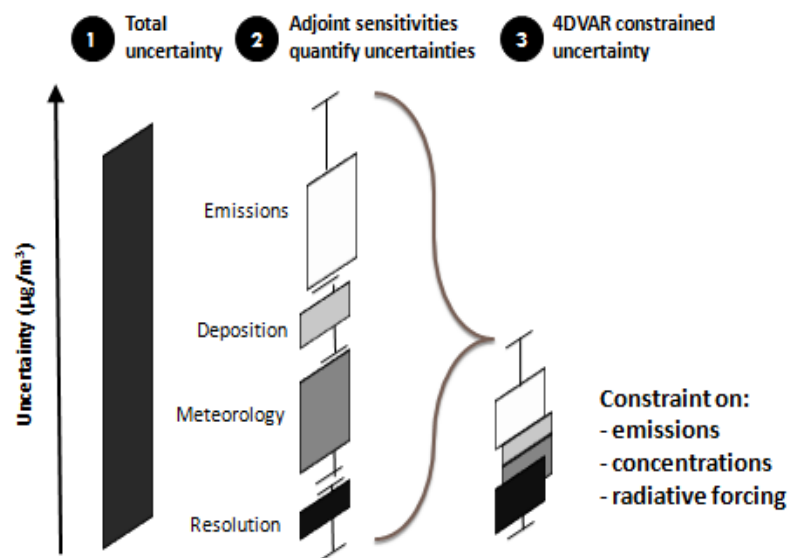 1 Total
uncertainty
2 Adjoint sensitivities
quantify uncertainties
3 4DVAR constrained
uncertainty
Uncertainty (µg/m³)
Emissions
Deposition
Meteorology
Resolution
Constraint on:
- emissions
- concentrations
- radiative forcing